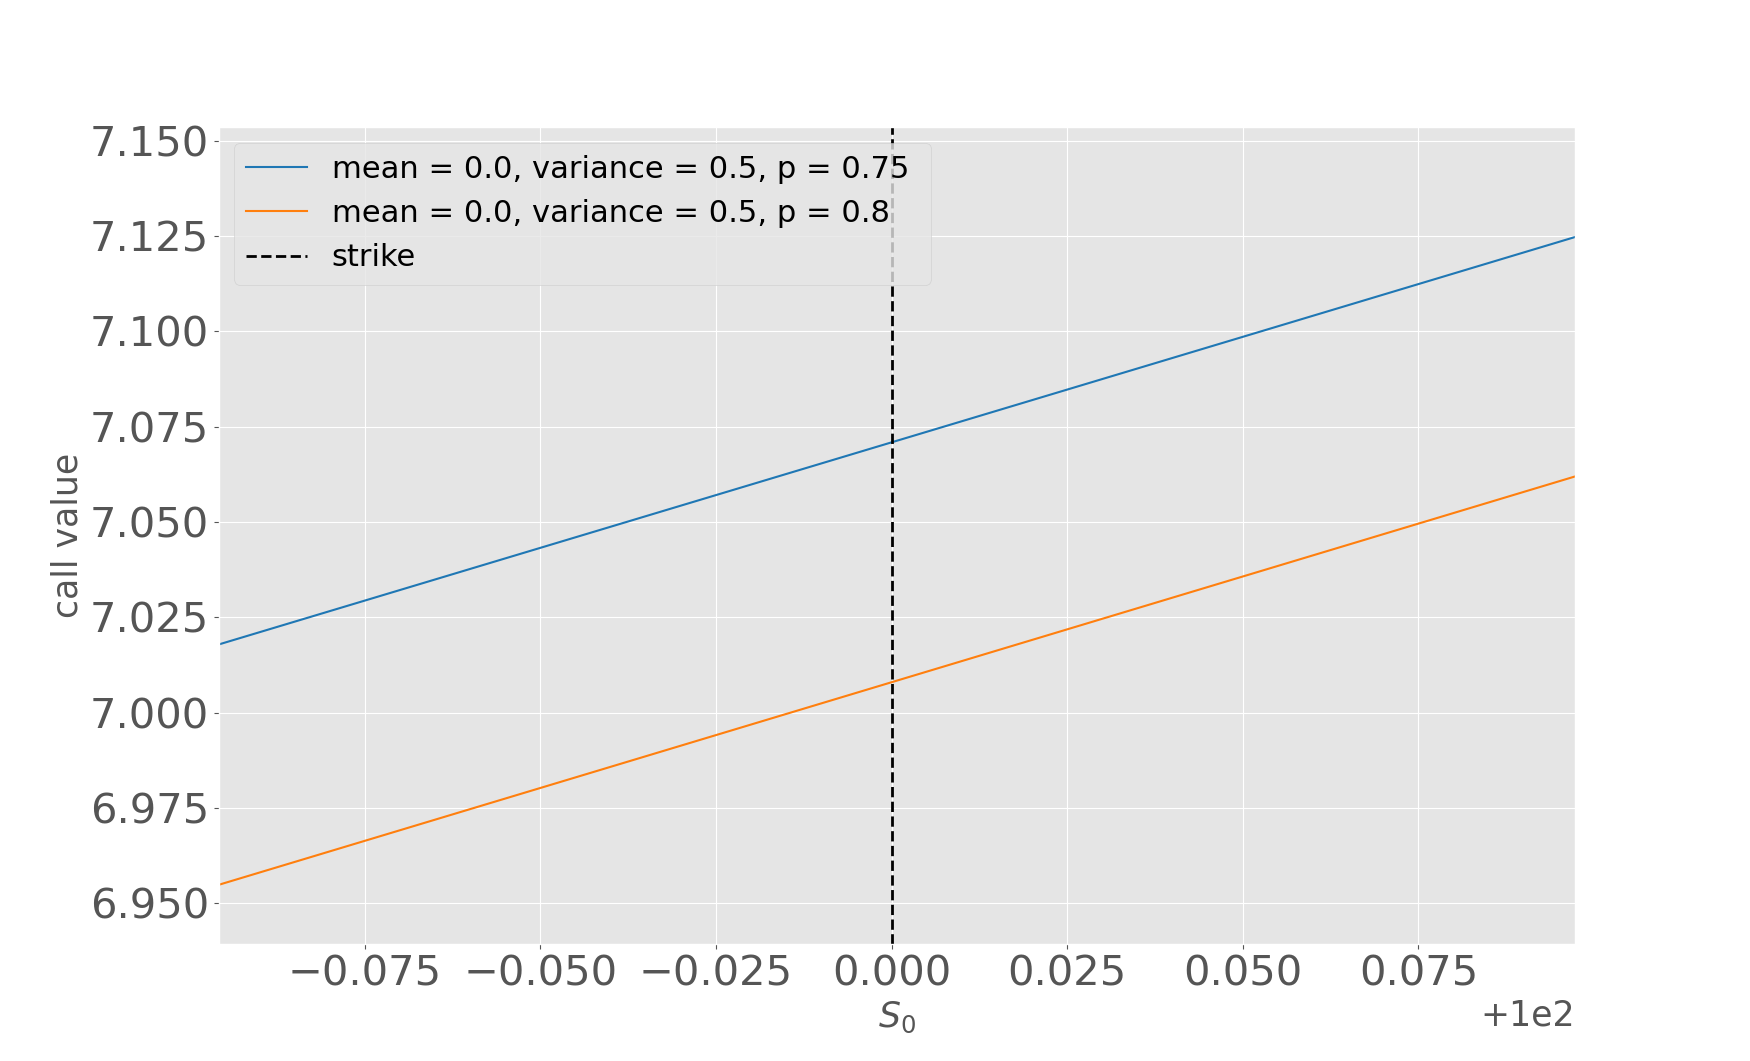 7.150
7.125
7.100
7.075
7.050
7.025
7.000
6.975
6.950
call value
mean = 0.0, variance = 0.5, p = 0.75
mean = 0.0, variance = 0.5, p = 0.8
strike
−0.075 −0.050 −0.025 0.000 0.025 0.050 0.075
S₀ +1e2